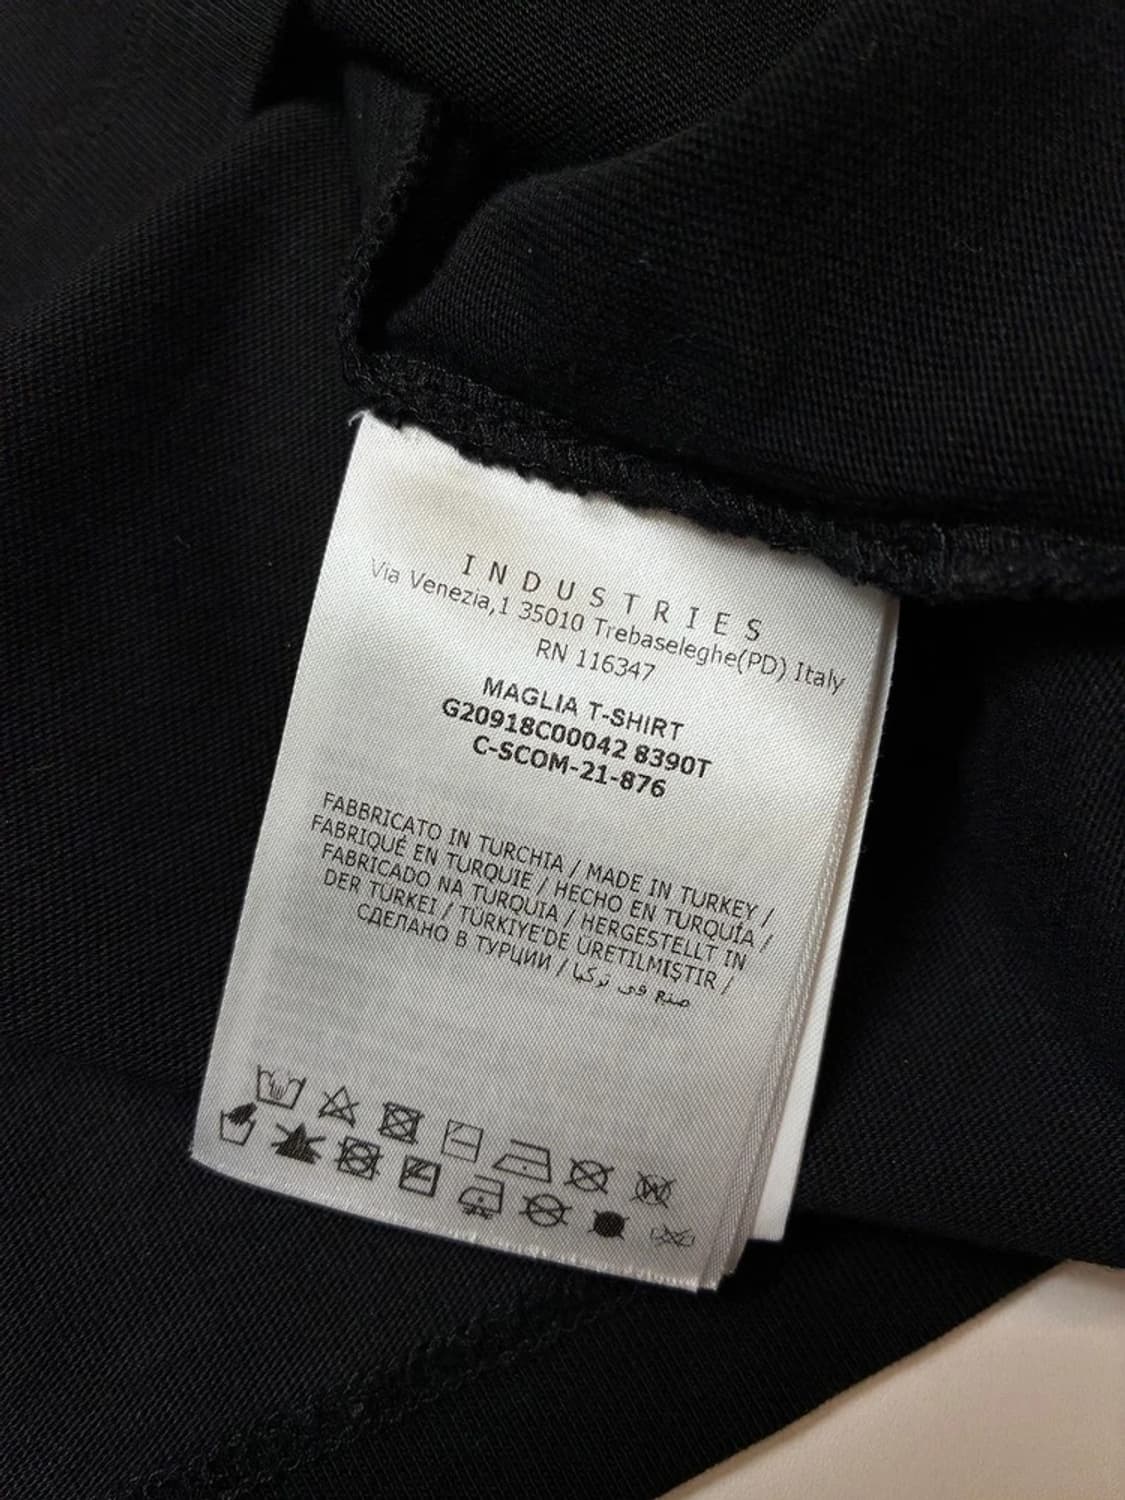 INDUSTRIES
Via Venezia,1 35010 Trebaseleghe(PD) Italy
RN 116347
MAGLIA T-SHIRT
G20918C00042 8390T
C-SCOM-21-876
FABBRICATO IN TURCHIA / MADE IN TURKEY /
FABRIQUÉ EN TURQUIE / HECHO EN TURQUÍA /
FABRICADO NA TURQUIA / HERGESTELLT IN
DER TÜRKEI / TÜRKIYE'DE ÜRETILMIŞTIR /
СДЕЛАНО В ТУРЦИИ / صنع في تركيا